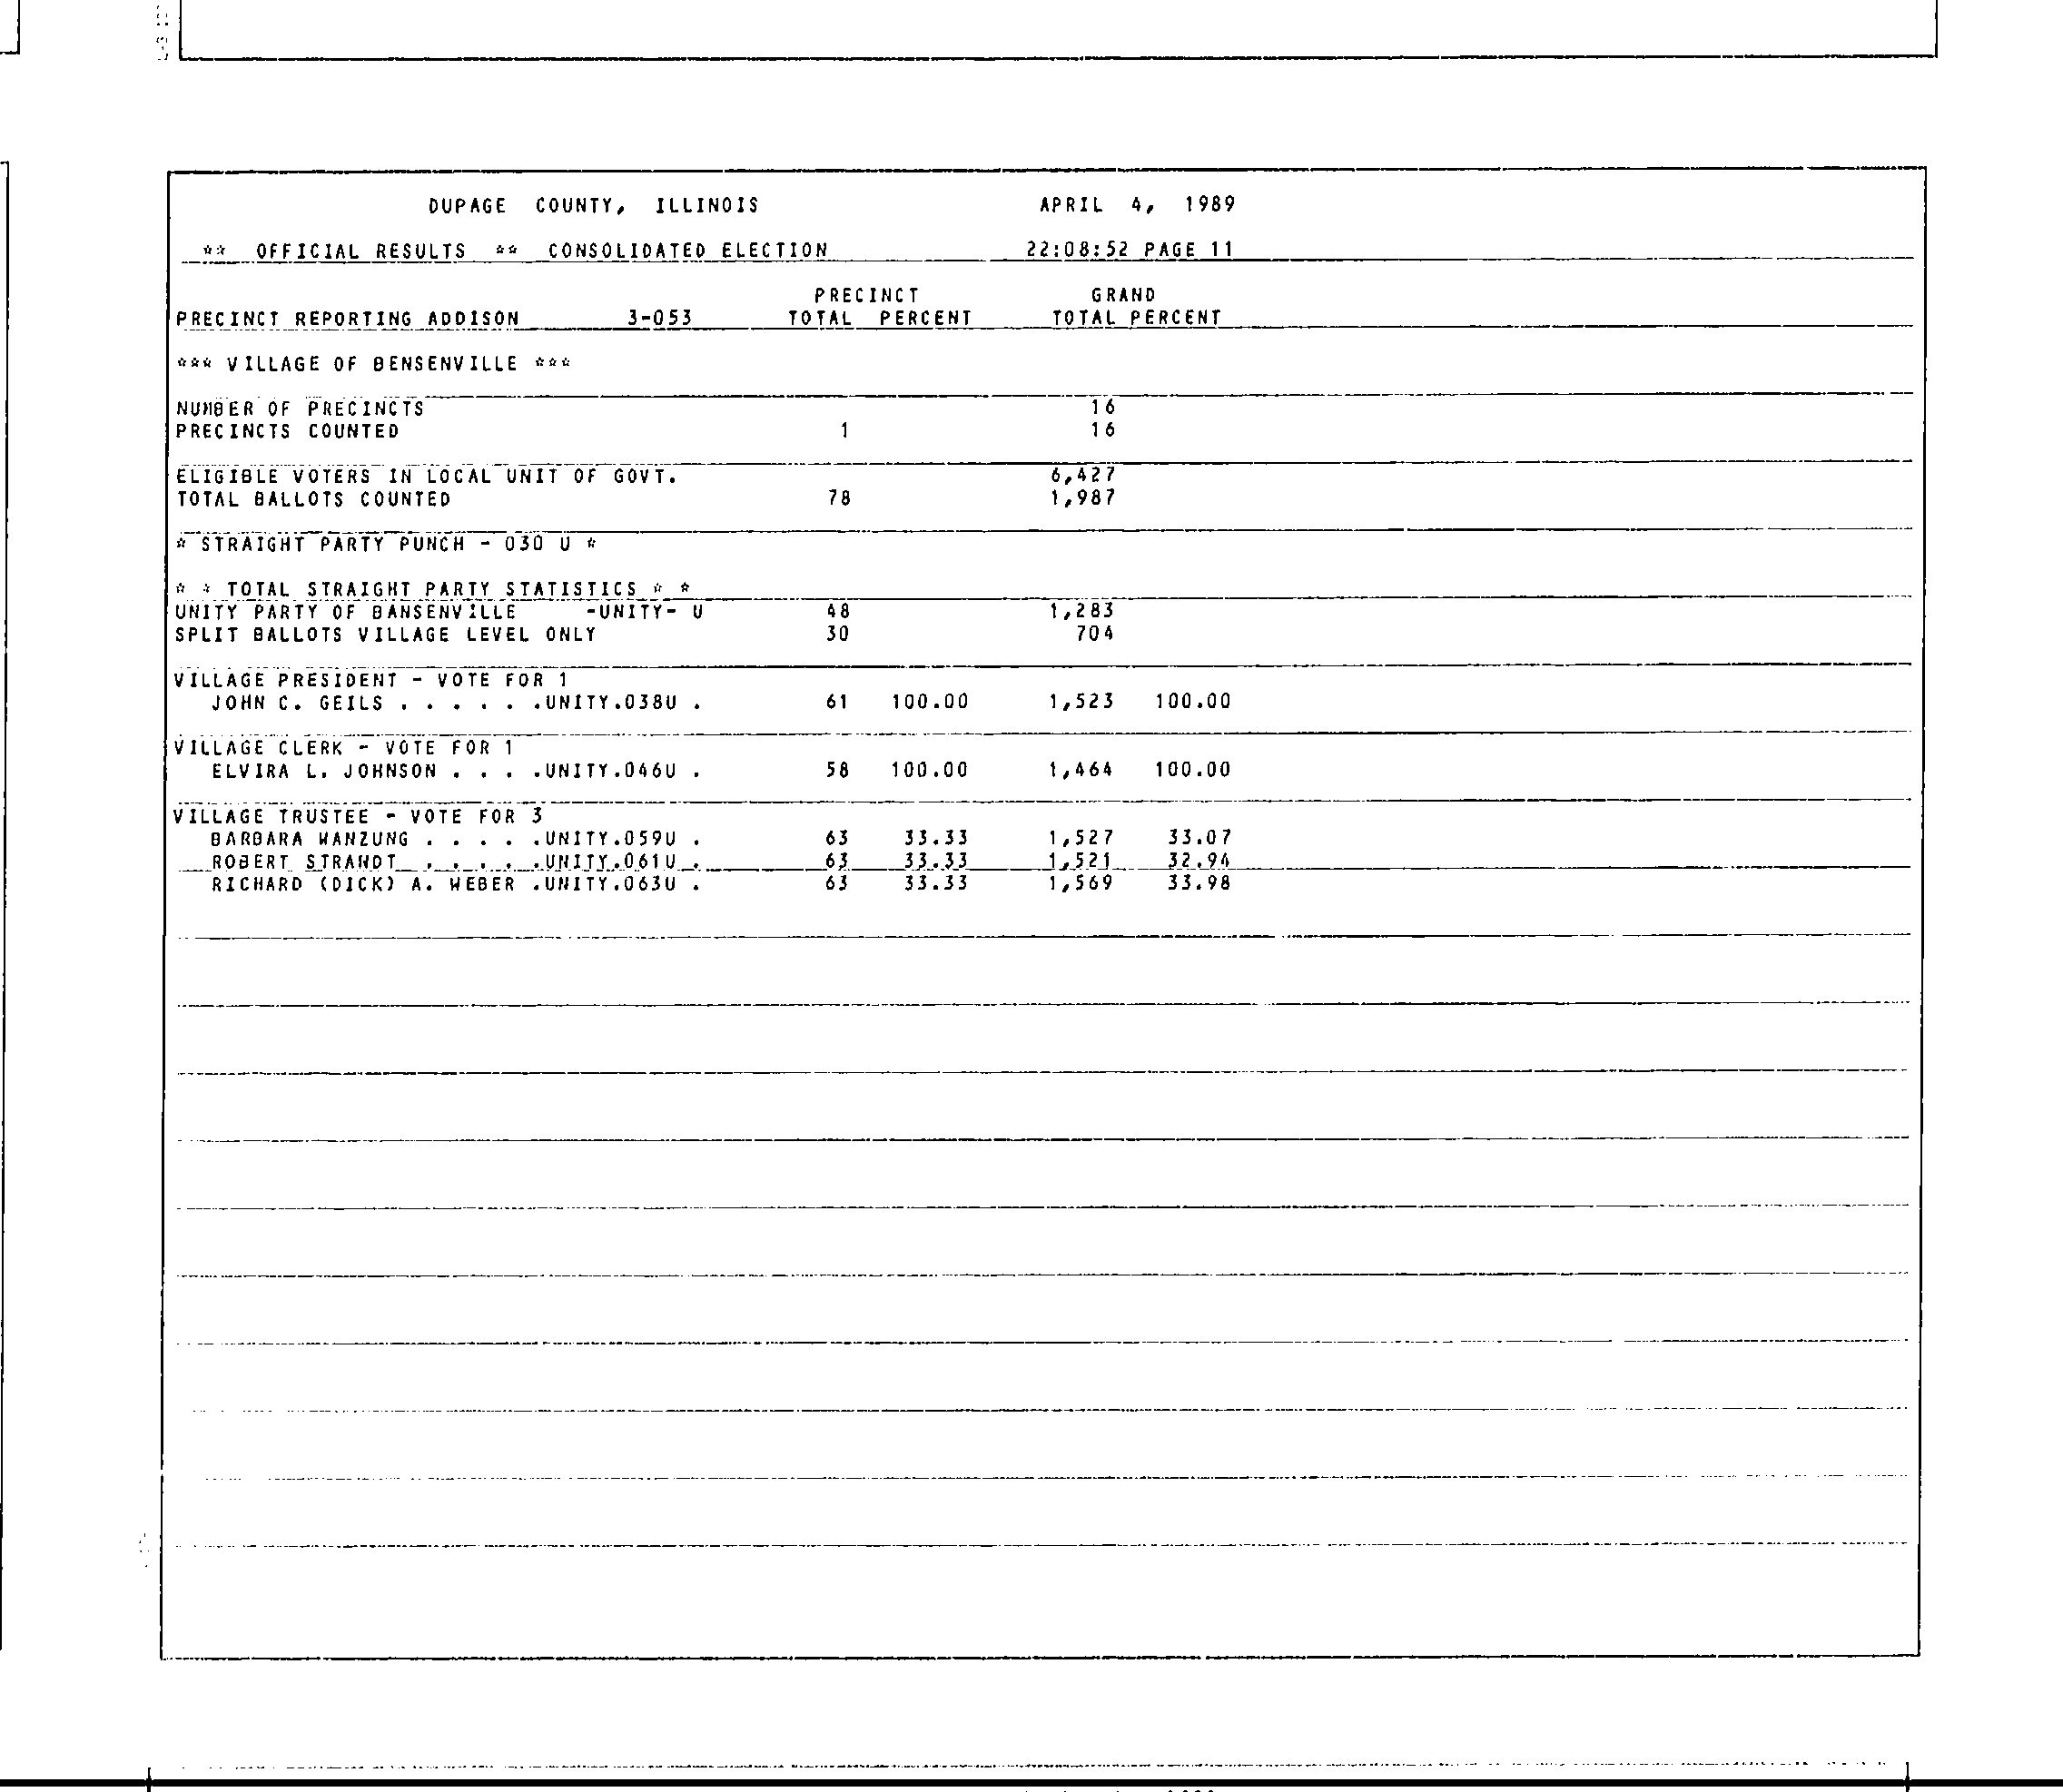 DUPAGE COUNTY, ILLINOIS APRIL 4, 1989
** OFFICIAL RESULTS ** CONSOLIDATED ELECTION 22:08:52 PAGE 11
PRECINCT GRAND
PRECINCT REPORTING ADDISON 3-053 TOTAL PERCENT TOTAL PERCENT
*** VILLAGE OF BENSENVILLE ***
NUMBER OF PRECINCTS 16
PRECINCTS COUNTED 1 16
ELIGIBLE VOTERS IN LOCAL UNIT OF GOVT. 6,427
TOTAL BALLOTS COUNTED 78 1,987
* STRAIGHT PARTY PUNCH - 030 U *
* * TOTAL STRAIGHT PARTY STATISTICS * *
UNITY PARTY OF BANSENVILLE -UNITY- U 48 1,283
SPLIT BALLOTS VILLAGE LEVEL ONLY 30 704
VILLAGE PRESIDENT - VOTE FOR 1
JOHN C. GEILS . . . . . .UNITY.038U . 61 100.00 1,523 100.00
VILLAGE CLERK - VOTE FOR 1
ELVIRA L. JOHNSON . . . .UNITY.046U . 58 100.00 1,464 100.00
VILLAGE TRUSTEE - VOTE FOR 3
BARBARA WANZUNG . . . . .UNITY.059U . 63 33.33 1,527 33.07
ROBERT STRANDT . . . . .UNITY.061U . 63 33.33 1,521 32.94
RICHARD (DICK) A. WEBER .UNITY.063U . 63 33.33 1,569 33.98